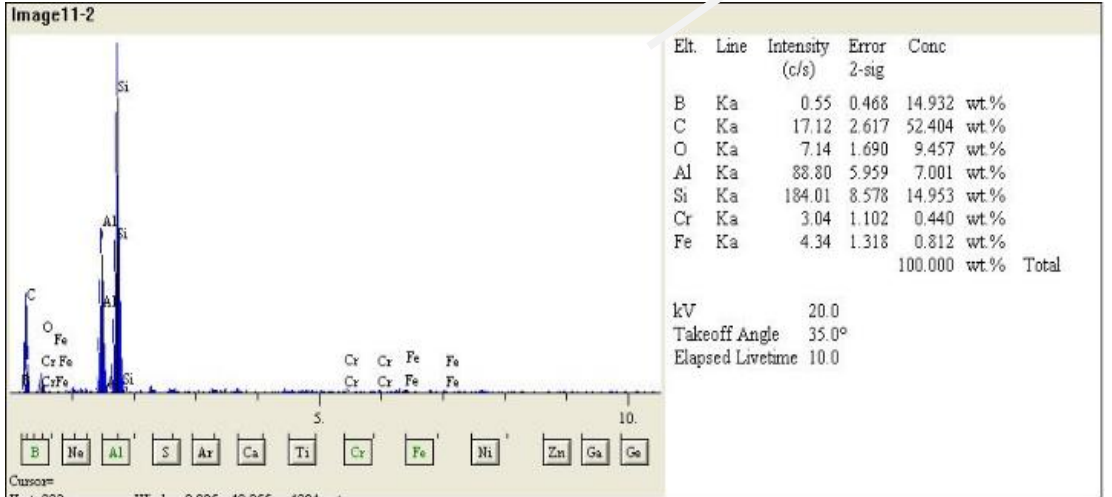 Image11-2
Elt. Line Intensity Error Conc
(c/s) 2-sig
B Ka 0.55 0.468 14.932 wt.%
C Ka 17.12 2.617 52.404 wt.%
O Ka 7.14 1.690 9.457 wt.%
Al Ka 88.80 5.959 7.001 wt.%
Si Ka 184.01 8.578 14.953 wt.%
Cr Ka 3.04 1.102 0.440 wt.%
Fe Ka 4.34 1.318 0.812 wt.%
100.000 wt.% Total
kV 20.0
Takeoff Angle 35.0°
Elapsed Livetime 10.0
Si
Al Si
C Al
O Fe
Cr Fe Cr Cr Fe Fe
CrFe Si Cr Cr Fe Fe
5. 10.
B Ne Al S Ar Ca Ti Cr Fe Ni Zn Ga Ge
Cursor=